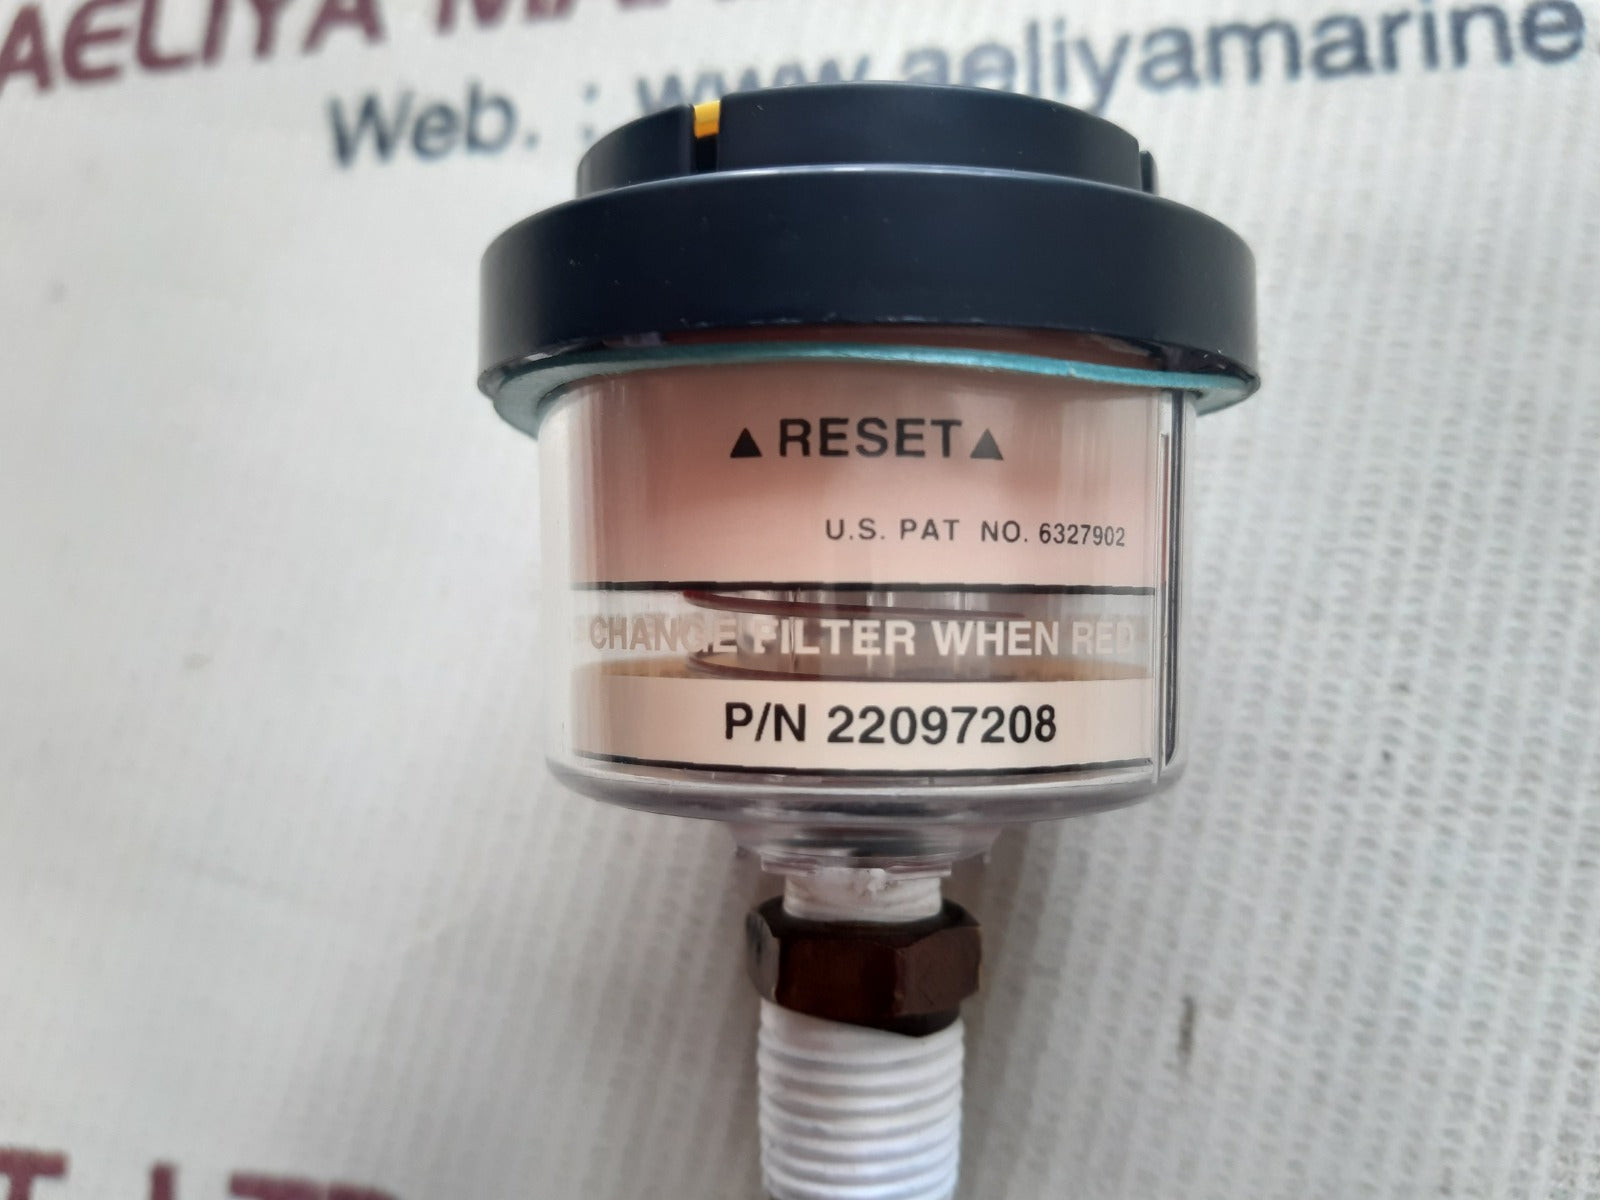 AELIYA MA
Web. : www.aeliyamarine.
▲ RESET ▲
U.S. PAT NO. 6327902
CHANGE FILTER WHEN RED
P/N 22097208